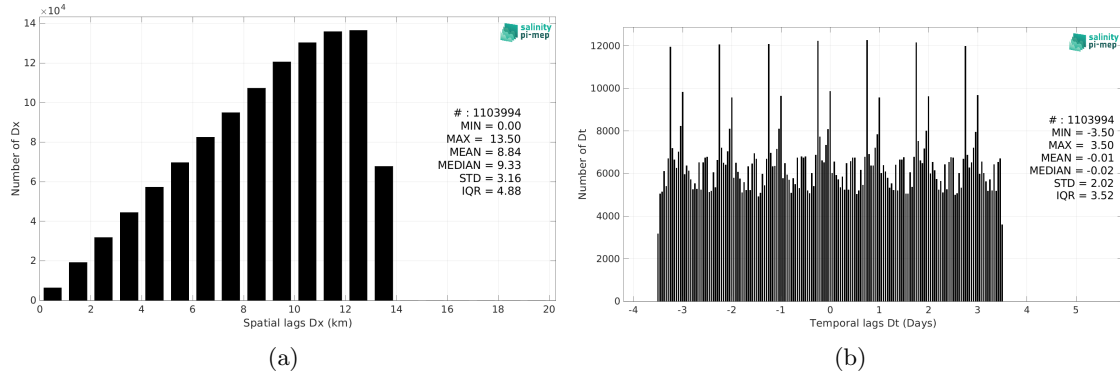 ×10⁴
14
12
10
8
6
4
2
0
Number of Dx
0 2 4 6 8 10 12 14 16 18 20
Spatial lags Dx (km)
salinity
pi-mep
# : 1103994
MIN = 0.00
MAX = 13.50
MEAN = 8.84
MEDIAN = 9.33
STD = 3.16
IQR = 4.88
(a)
12000
10000
8000
6000
4000
2000
0
Number of Dt
-4 -3 -2 -1 0 1 2 3 4 5
Temporal lags Dt (Days)
salinity
pi-mep
# : 1103994
MIN = -3.50
MAX = 3.50
MEAN = -0.01
MEDIAN = -0.02
STD = 2.02
IQR = 3.52
(b)